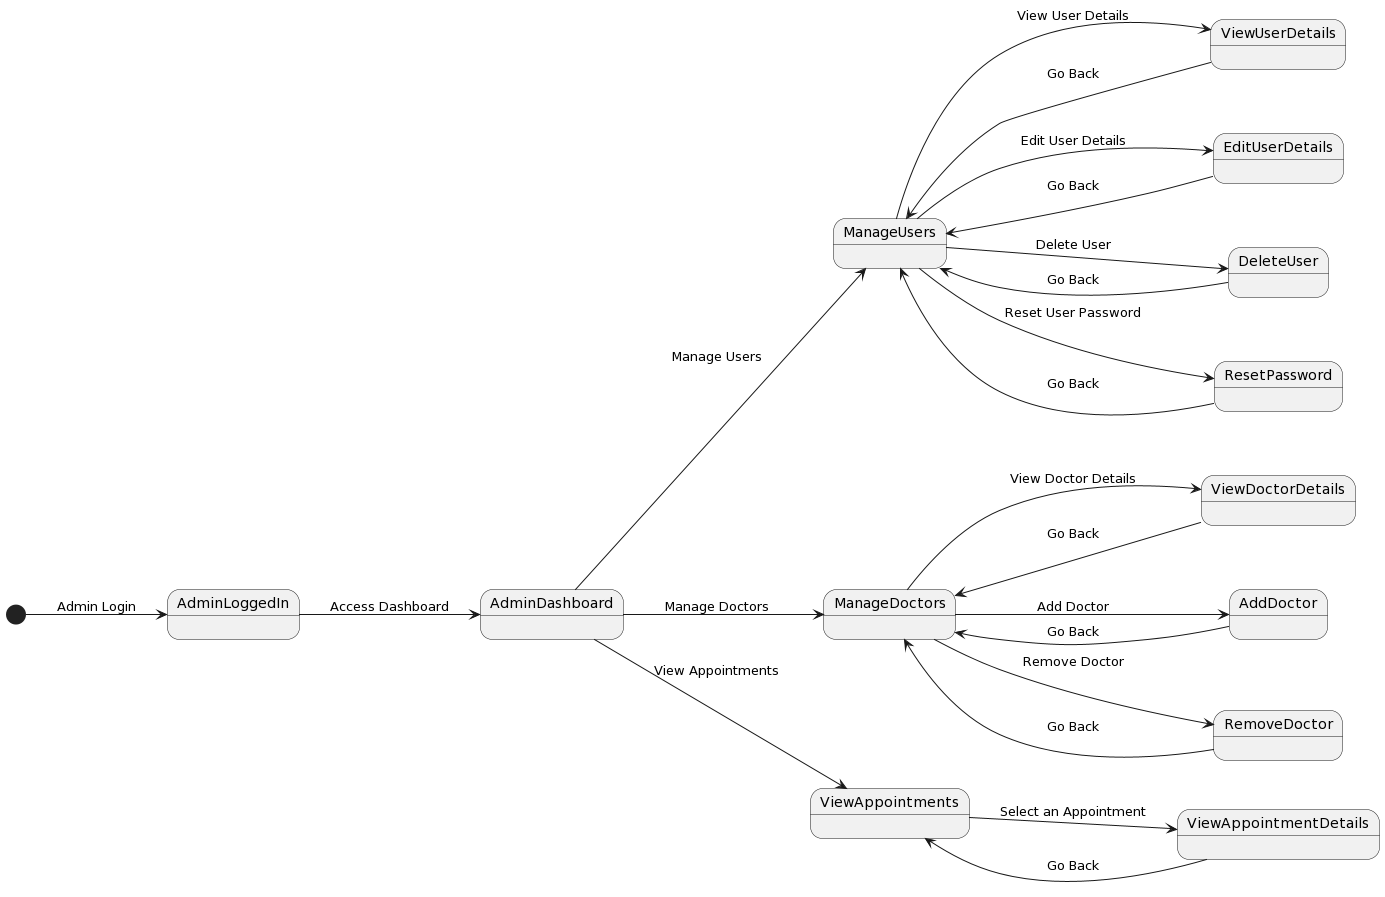 View User Details
ViewUserDetails
Go Back
Edit User Details
EditUserDetails
Go Back
ManageUsers
Delete User
DeleteUser
Go Back
Reset User Password
Manage Users
ResetPassword
Go Back
View Doctor Details
ViewDoctorDetails
Go Back
Admin Login
AdminLoggedIn
Access Dashboard
AdminDashboard
Manage Doctors
ManageDoctors
Add Doctor
AddDoctor
Go Back
View Appointments
Remove Doctor
RemoveDoctor
Go Back
ViewAppointments
Select an Appointment
ViewAppointmentDetails
Go Back